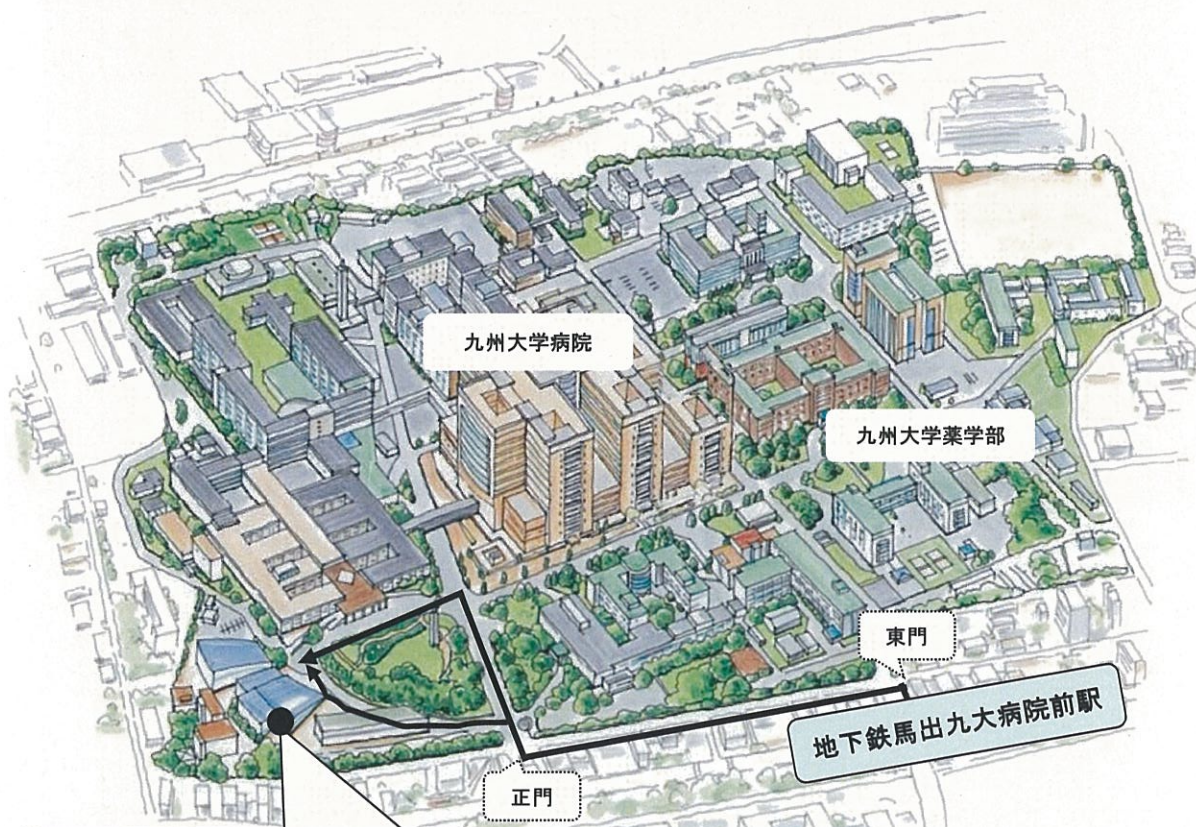 九州大学病院
九州大学薬学部
東門
地下鉄馬出九大病院前駅
正門